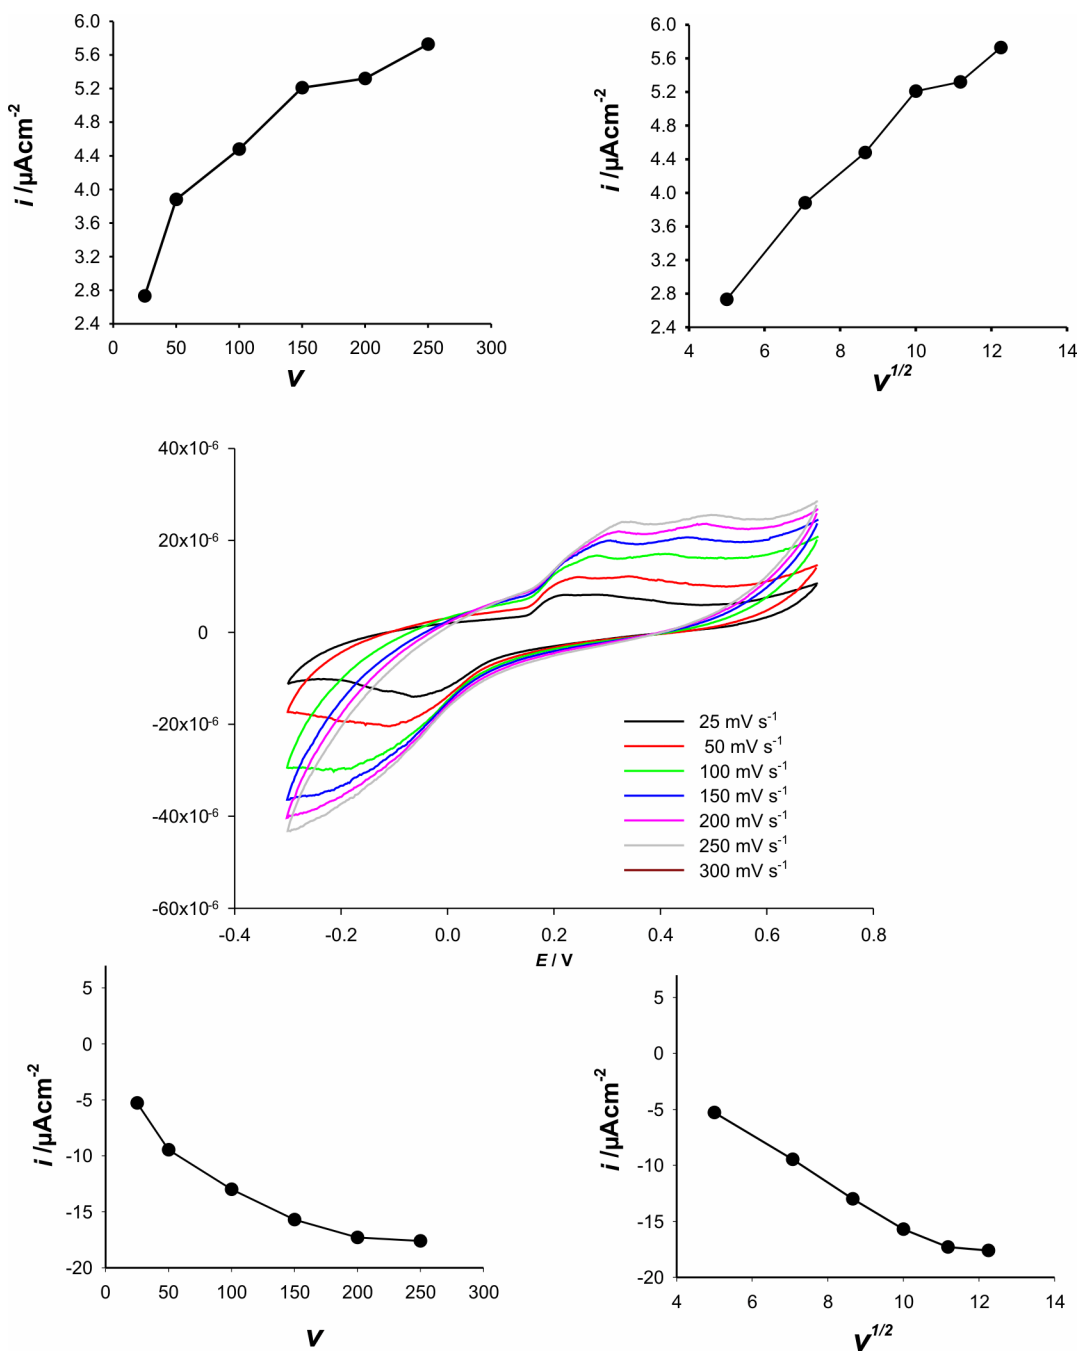 6.0
5.6
5.2
4.8
4.4
4.0
3.6
3.2
2.8
2.4
i /µAcm-2
0 50 100 150 200 250 300
V
6.0
5.6
5.2
4.8
4.4
4.0
3.6
3.2
2.8
2.4
i /µAcm-2
4 6 8 10 12 14
V1/2
40x10-6
20x10-6
0
-20x10-6
-40x10-6
-60x10-6
-0.4 -0.2 0.0 0.2 0.4 0.6 0.8
E / V
25 mV s-1
50 mV s-1
100 mV s-1
150 mV s-1
200 mV s-1
250 mV s-1
300 mV s-1
5
0
-5
-10
-15
-20
i /µAcm-2
0 50 100 150 200 250 300
V
5
0
-5
-10
-15
-20
i /µAcm-2
4 6 8 10 12 14
V1/2